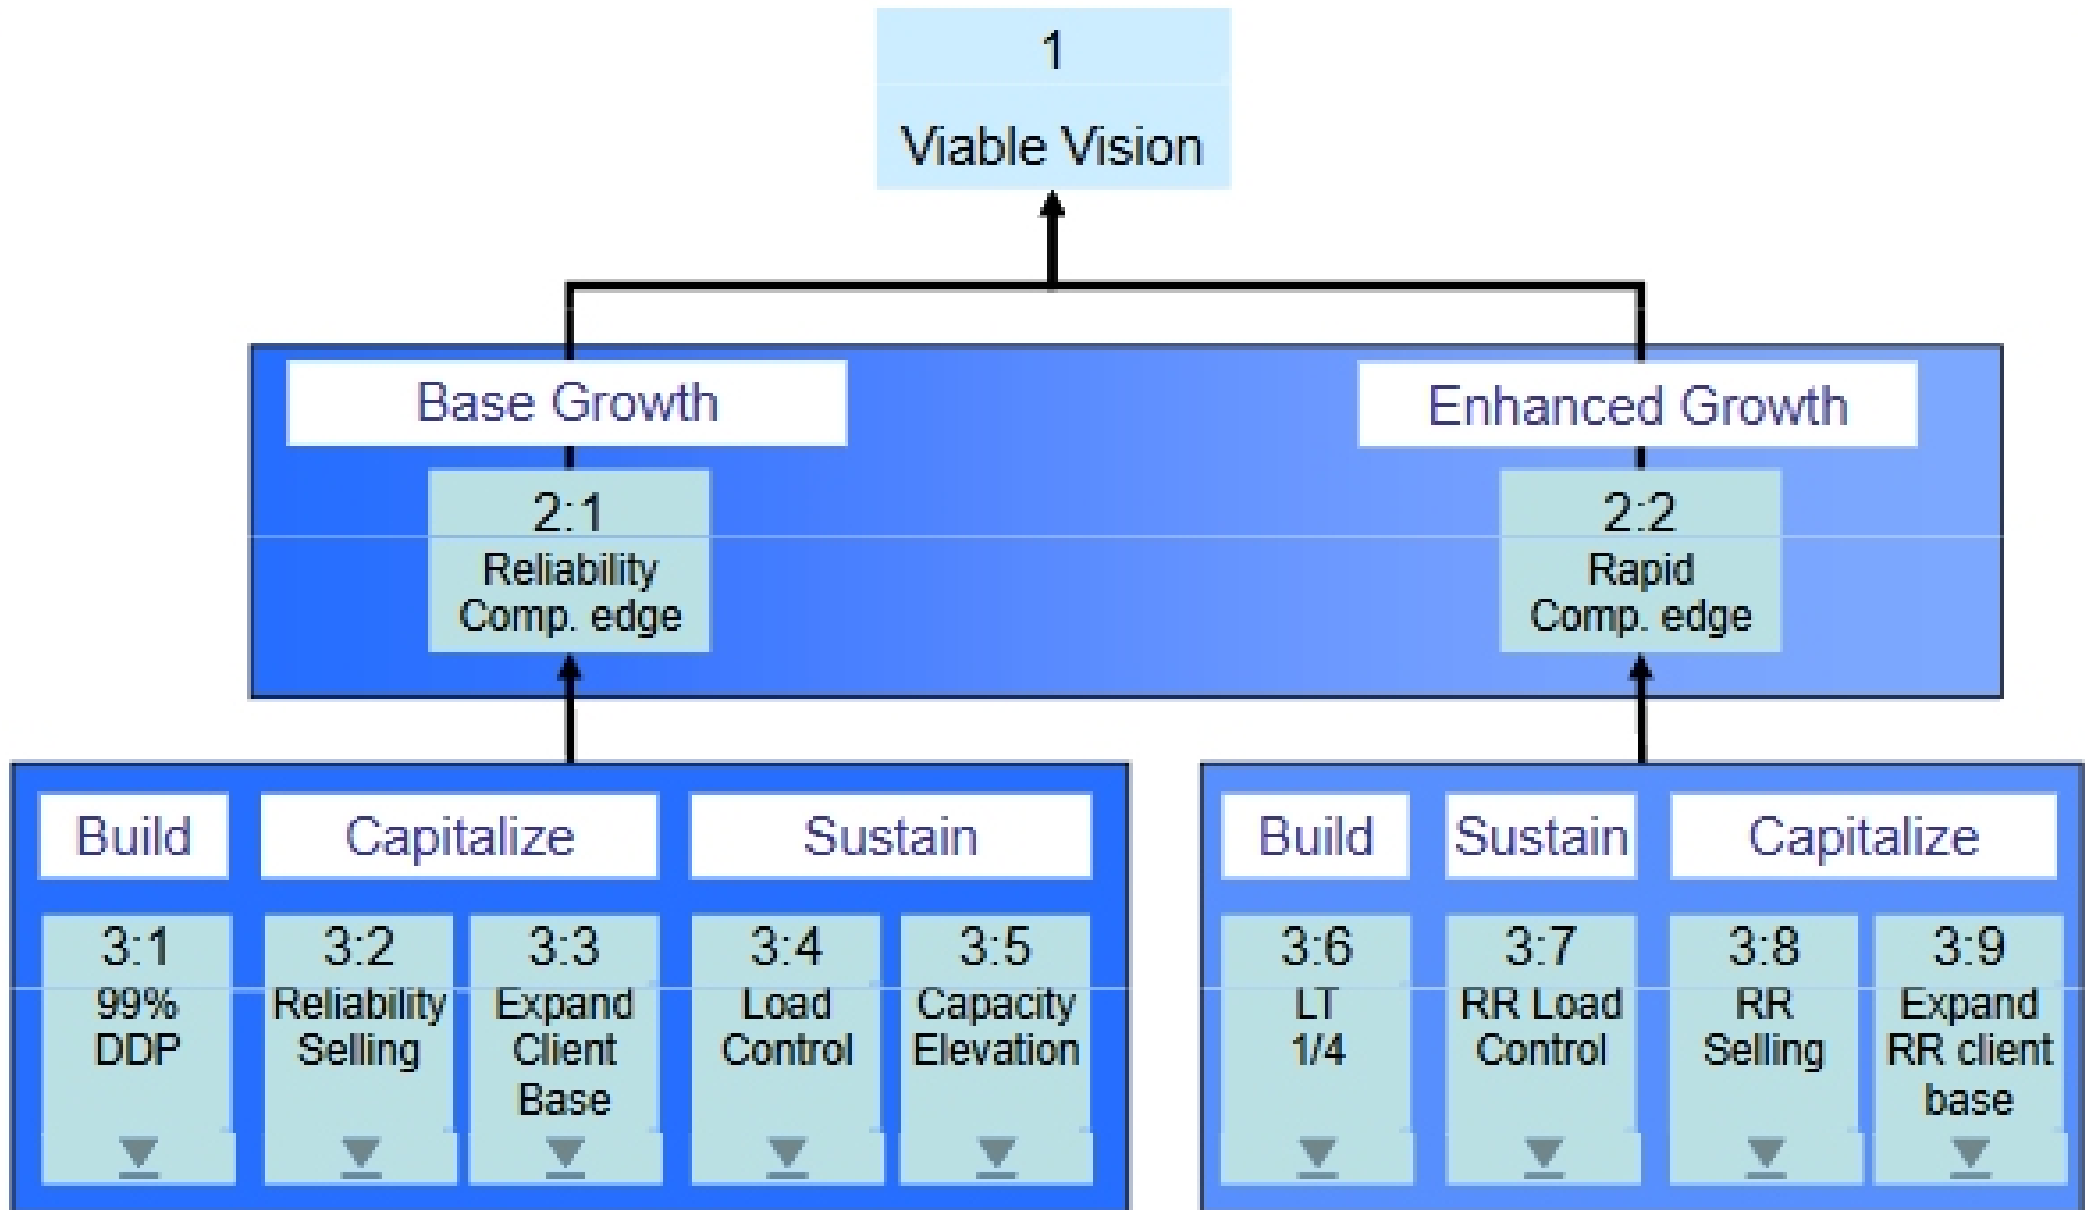 1
Viable Vision
Base Growth
Enhanced Growth
2:1
Reliability
Comp. edge
2:2
Rapid
Comp. edge
Build
Capitalize
Sustain
3:1
99%
DDP
3:2
Reliability
Selling
3:3
Expand
Client
Base
3:4
Load
Control
3:5
Capacity
Elevation
Build
Sustain
Capitalize
3:6
LT
1/4
3:7
RR Load
Control
3:8
RR
Selling
3:9
Expand
RR client
base